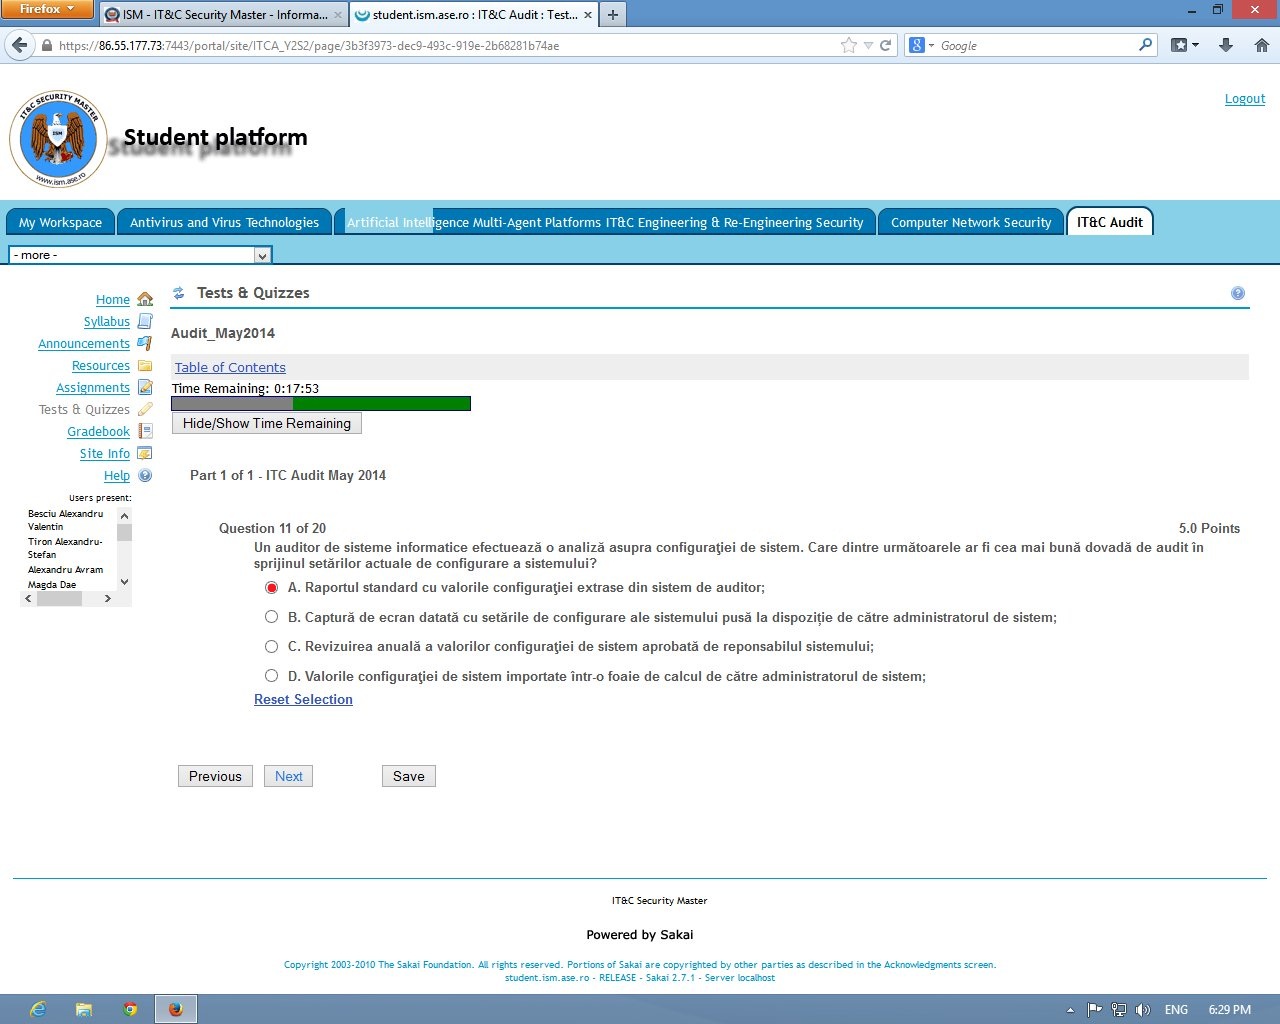 Firefox
ISM - IT&C Security Master - Informa...
student.ism.ase.ro : IT&C Audit : Test...
https://86.55.177.73:7443/portal/site/ITCA_Y2S2/page/3b3f3973-dec9-493c-919e-2b68281b74ae
Google
IT&C SECURITY MASTER
ISM
www.ism.ase.ro
Student platform
Logout
My Workspace
Antivirus and Virus Technologies
Artificial Intelligence Multi-Agent Platforms IT&C Engineering & Re-Engineering Security
Computer Network Security
IT&C Audit
- more -
Home
Syllabus
Announcements
Resources
Assignments
Tests & Quizzes
Gradebook
Site Info
Help
Users present:
Besciu Alexandru
Valentin
Tiron Alexandru-
Stefan
Alexandru Avram
Magda Dae
Tests & Quizzes
Audit_May2014
Table of Contents
Time Remaining: 0:17:53
Hide/Show Time Remaining
Part 1 of 1 - ITC Audit May 2014
Question 11 of 20
5.0 Points
Un auditor de sisteme informatice efectuează o analiză asupra configuraţiei de sistem. Care dintre următoarele ar fi cea mai bună dovadă de audit în
sprijinul setărilor actuale de configurare a sistemului?
A. Raportul standard cu valorile configuraţiei extrase din sistem de auditor;
B. Captură de ecran datată cu setările de configurare ale sistemului pusă la dispoziție de către administratorul de sistem;
C. Revizuirea anuală a valorilor configuraţiei de sistem aprobată de reponsabilul sistemului;
D. Valorile configuraţiei de sistem importate într-o foaie de calcul de către administratorul de sistem;
Reset Selection
Previous
Next
Save
IT&C Security Master
Powered by Sakai
Copyright 2003-2010 The Sakai Foundation. All rights reserved. Portions of Sakai are copyrighted by other parties as described in the Acknowledgments screen.
student.ism.ase.ro - RELEASE - Sakai 2.7.1 - Server localhost
ENG
6:29 PM